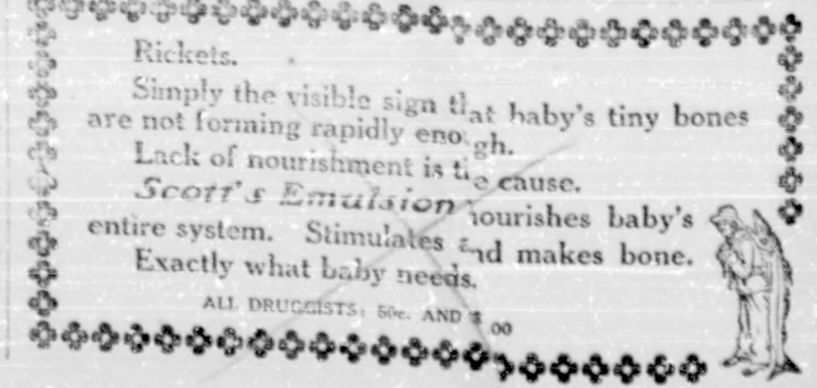 Rickets.
Simply the visible sign that baby's tiny bones
are not forming rapidly enough.
Lack of nourishment is the cause.
Scott's Emulsion nourishes baby's
entire system. Stimulates and makes bone.
Exactly what baby needs.
ALL DRUGGISTS; 50c. AND $ 00